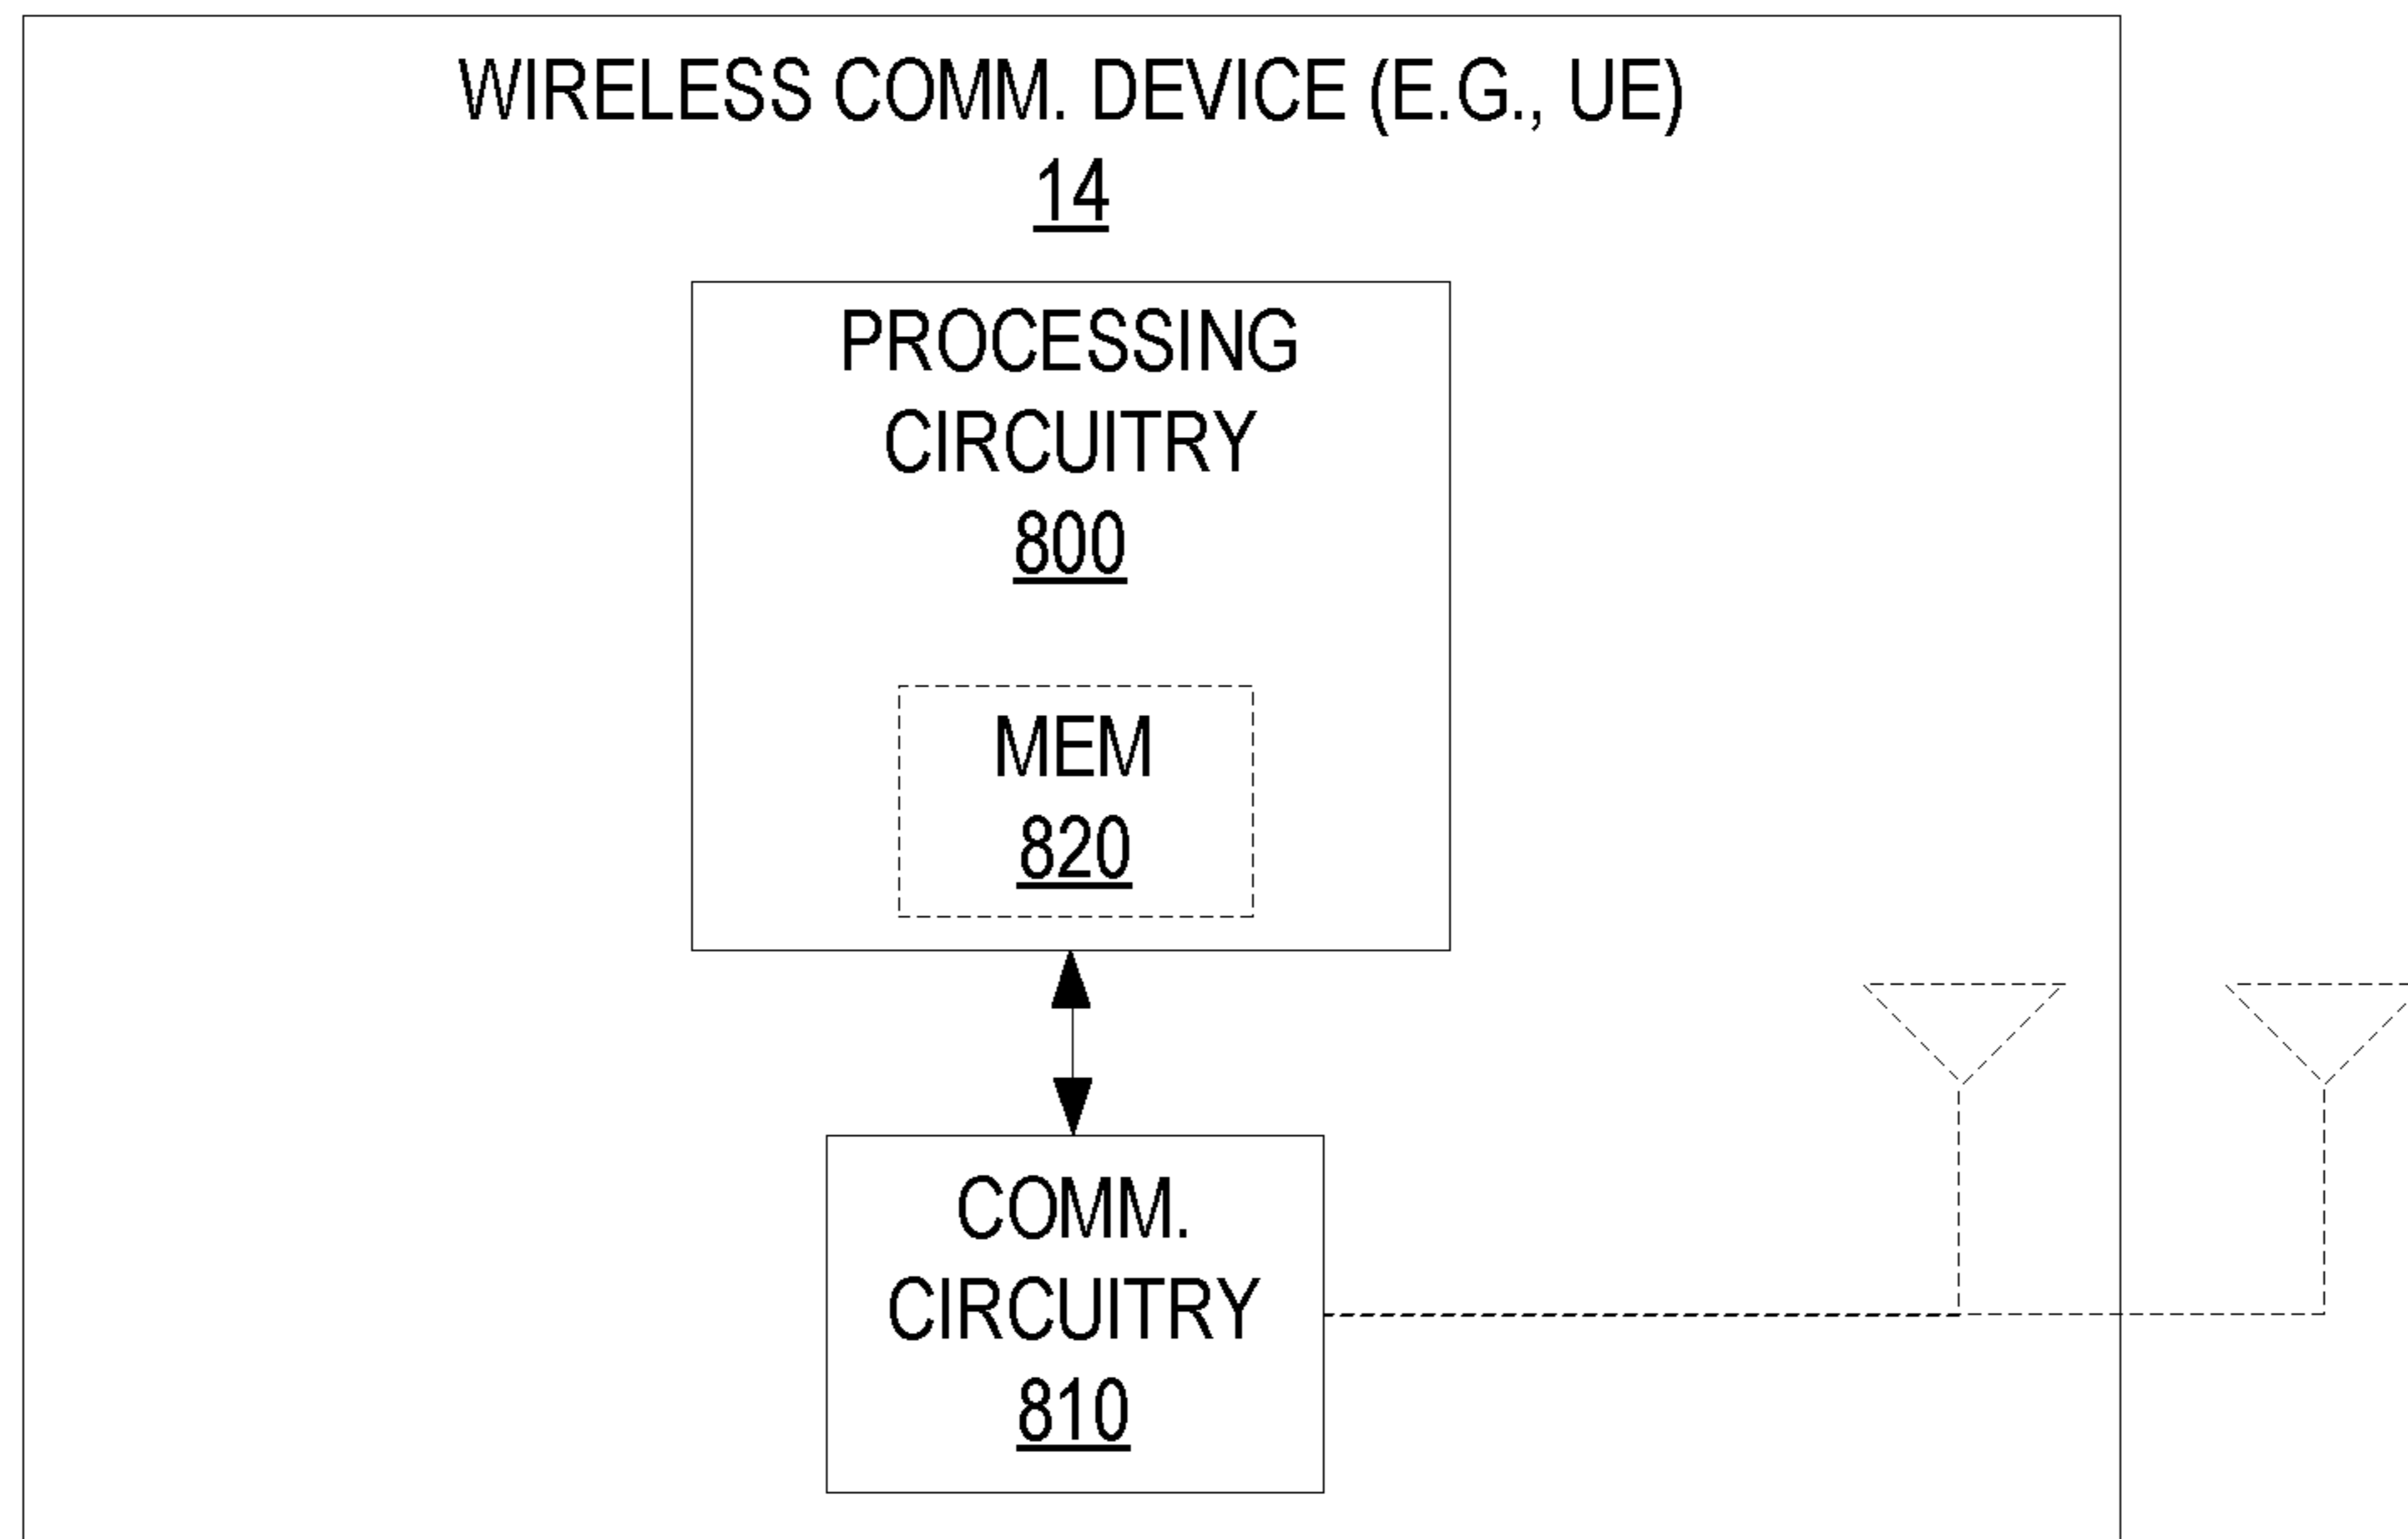 WIRELESS COMM. DEVICE (E.G., UE)
14
PROCESSING
CIRCUITRY
800
MEM
820
COMM.
CIRCUITRY
810